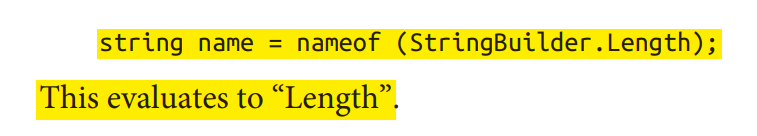 string name = nameof (StringBuilder.Length);
This evaluates to “Length”.